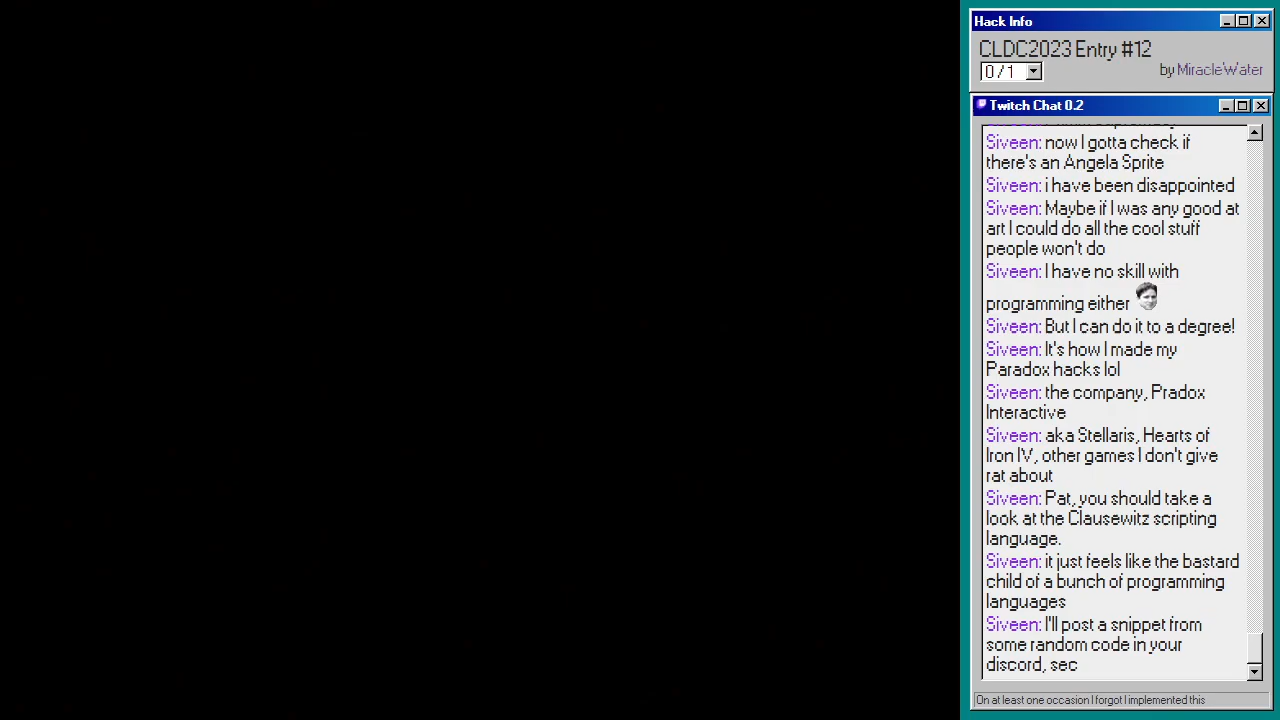 Hack Info
CLDC2023 Entry #12
0/1
by MiracleWater
Twitch Chat 0.2
Siveen: now I gotta check if
there's an Angela Sprite
Siveen: i have been disappointed
Siveen: Maybe if I was any good at
art I could do all the cool stuff
people won't do
Siveen: I have no skill with
programming either
Siveen: But I can do it to a degree!
Siveen: It's how I made my
Paradox hacks lol
Siveen: the company, Pradox
Interactive
Siveen: aka Stellaris, Hearts of
Iron IV, other games I don't give
rat about
Siveen: Pat, you should take a
look at the Clausewitz scripting
language.
Siveen: it just feels like the bastard
child of a bunch of programming
languages
Siveen: I'll post a snippet from
some random code in your
discord, sec
On at least one occasion I forgot I implemented this